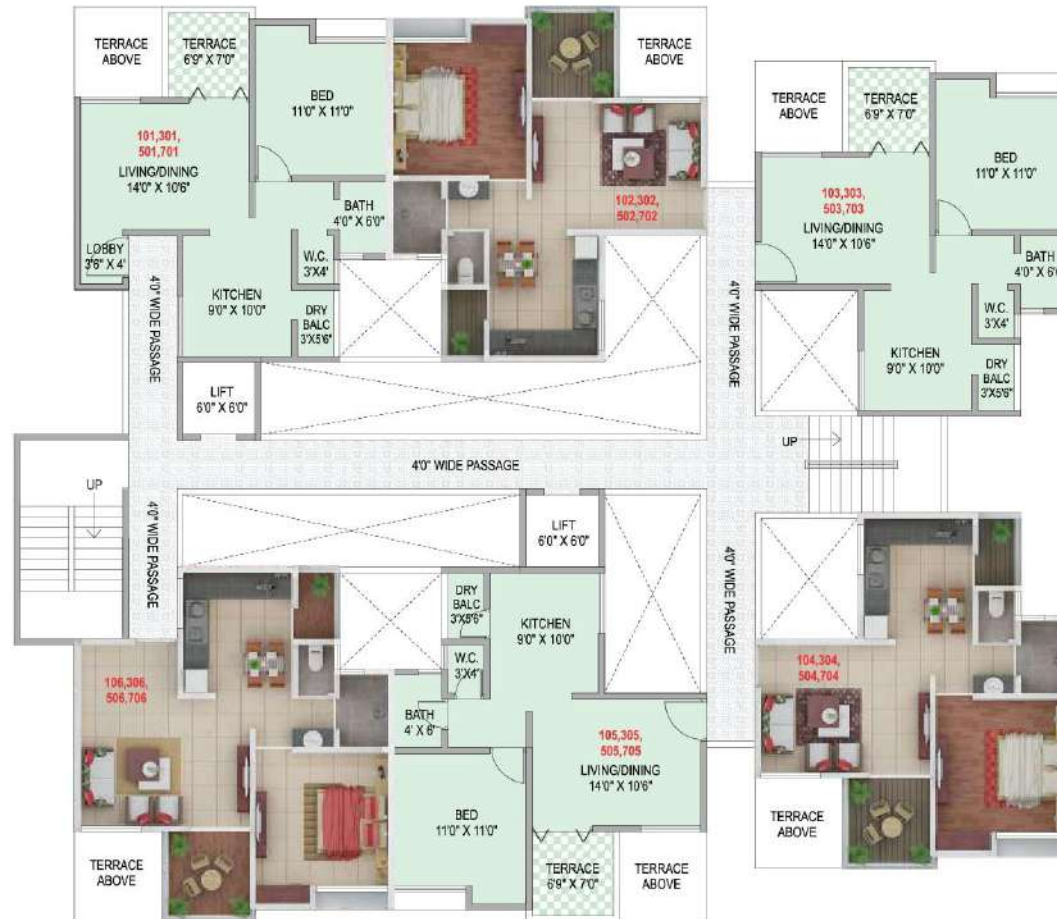 TERRACE
ABOVE
TERRACE
6'9" X 7'0"
BED
11'0" X 11'0"
101,301,
501,701
LIVING/DINING
14'0" X 10'6"
LOBBY
3'6" X 4'
BATH
4'0" X 6'0"
W.C.
3'X4'
KITCHEN
9'0" X 10'0"
DRY
BALC
3'X5'6"
LIFT
6'0" X 6'0"
4'0" WIDE PASSAGE
TERRACE
ABOVE
102,302,
502,702
4'0" WIDE PASSAGE
TERRACE
ABOVE
TERRACE
6'9" X 7'0"
BED
11'0" X 11'0"
103,303,
503,703
LIVING/DINING
14'0" X 10'6"
BATH
W.C.
3'X4'
KITCHEN
9'0" X 10'0"
DRY
BALC
3'X5'6"
UP
4'0" WIDE PASSAGE
UP
4'0" WIDE PASSAGE
LIFT
6'0" X 6'0"
4'0" WIDE PASSAGE
DRY
BALC
3'X5'6"
KITCHEN
9'0" X 10'0"
W.C.
3'X4'
BATH
4' X 6'
105,305,
505,705
LIVING/DINING
14'0" X 10'6"
BED
11'0" X 11'0"
TERRACE
6'9" X 7'0"
TERRACE
ABOVE
106,306,
506,706
TERRACE
ABOVE
104,304,
504,704
TERRACE
ABOVE